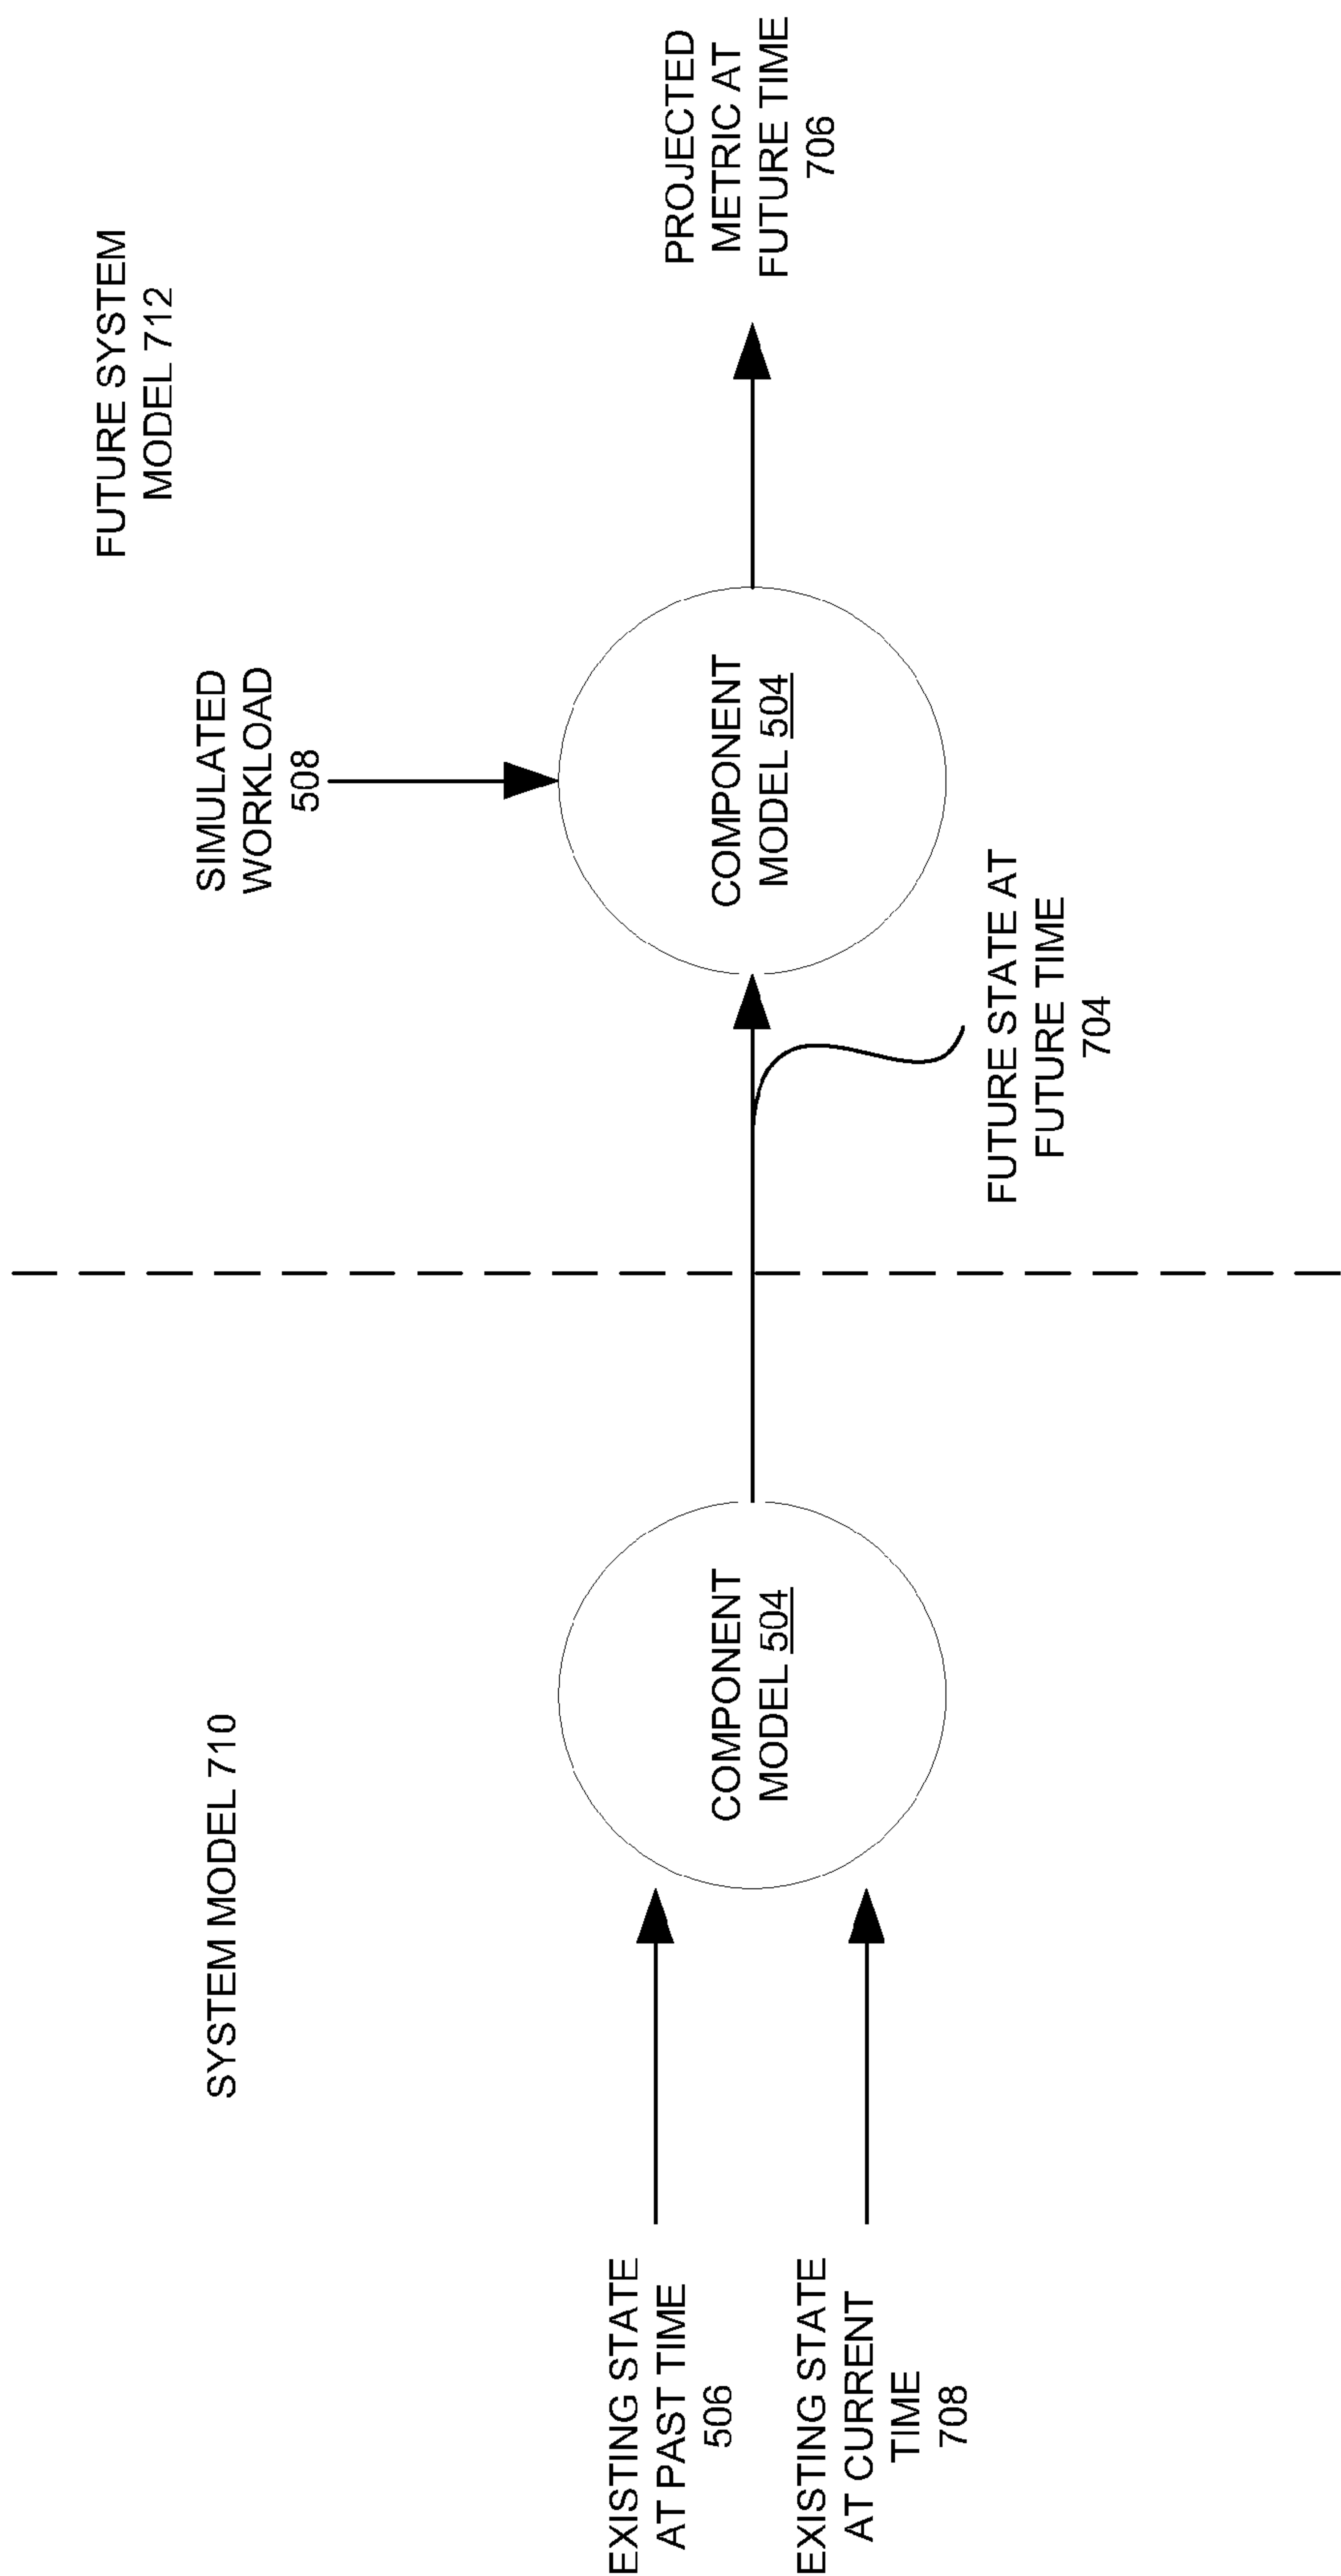 SYSTEM MODEL 710
FUTURE SYSTEM
MODEL 712
EXISTING STATE
AT PAST TIME
506
EXISTING STATE
AT CURRENT
TIME
708
COMPONENT
MODEL 504
FUTURE STATE AT
FUTURE TIME
704
SIMULATED
WORKLOAD
508
COMPONENT
MODEL 504
PROJECTED
METRIC AT
FUTURE TIME
706